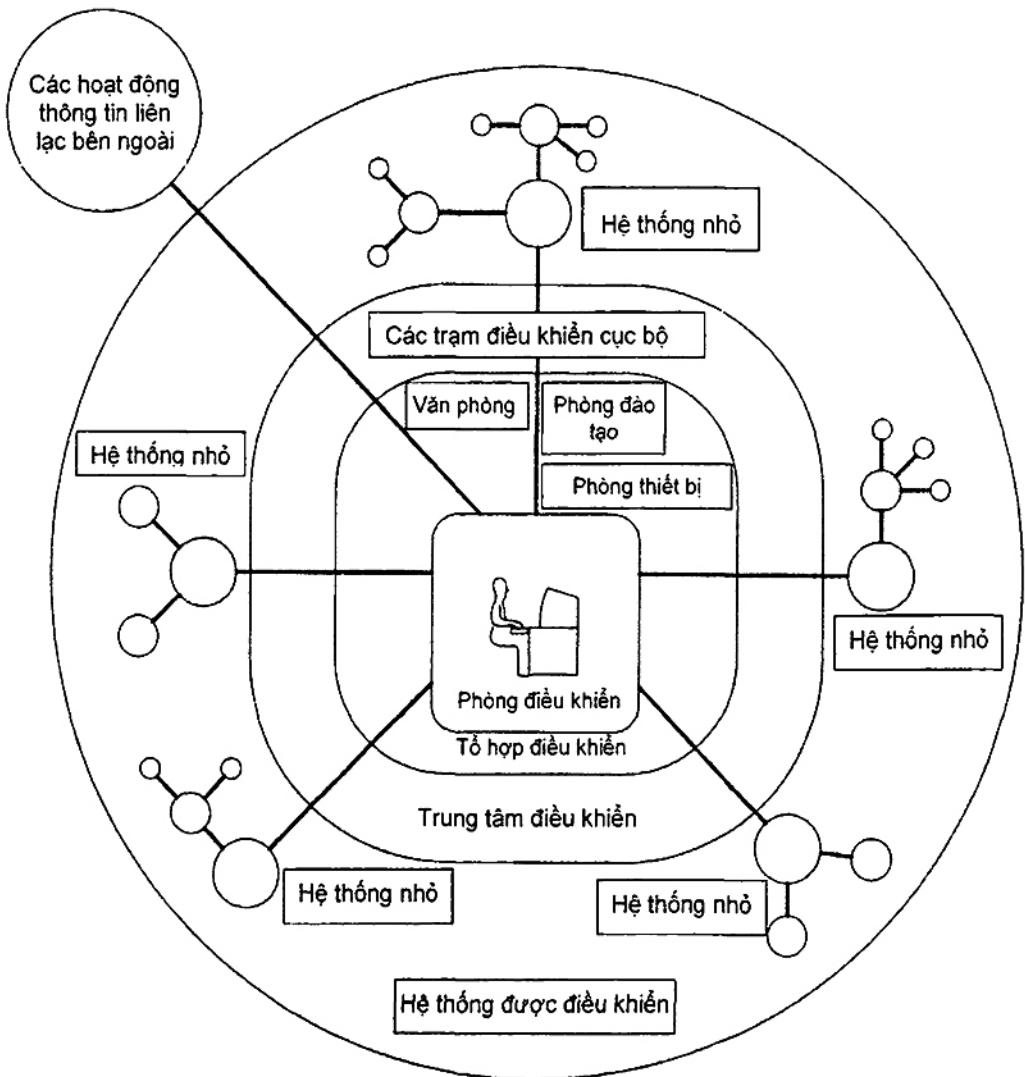 Các hoạt động
thông tin liên
lạc bên ngoài
Hệ thống nhỏ
Các trạm điều khiển cục bộ
Văn phòng
Phòng đào
tạo
Phòng thiết bị
Hệ thống nhỏ
Hệ thống nhỏ
Phòng điều khiển
Tổ hợp điều khiển
Trung tâm điều khiển
Hệ thống nhỏ
Hệ thống nhỏ
Hệ thống được điều khiển